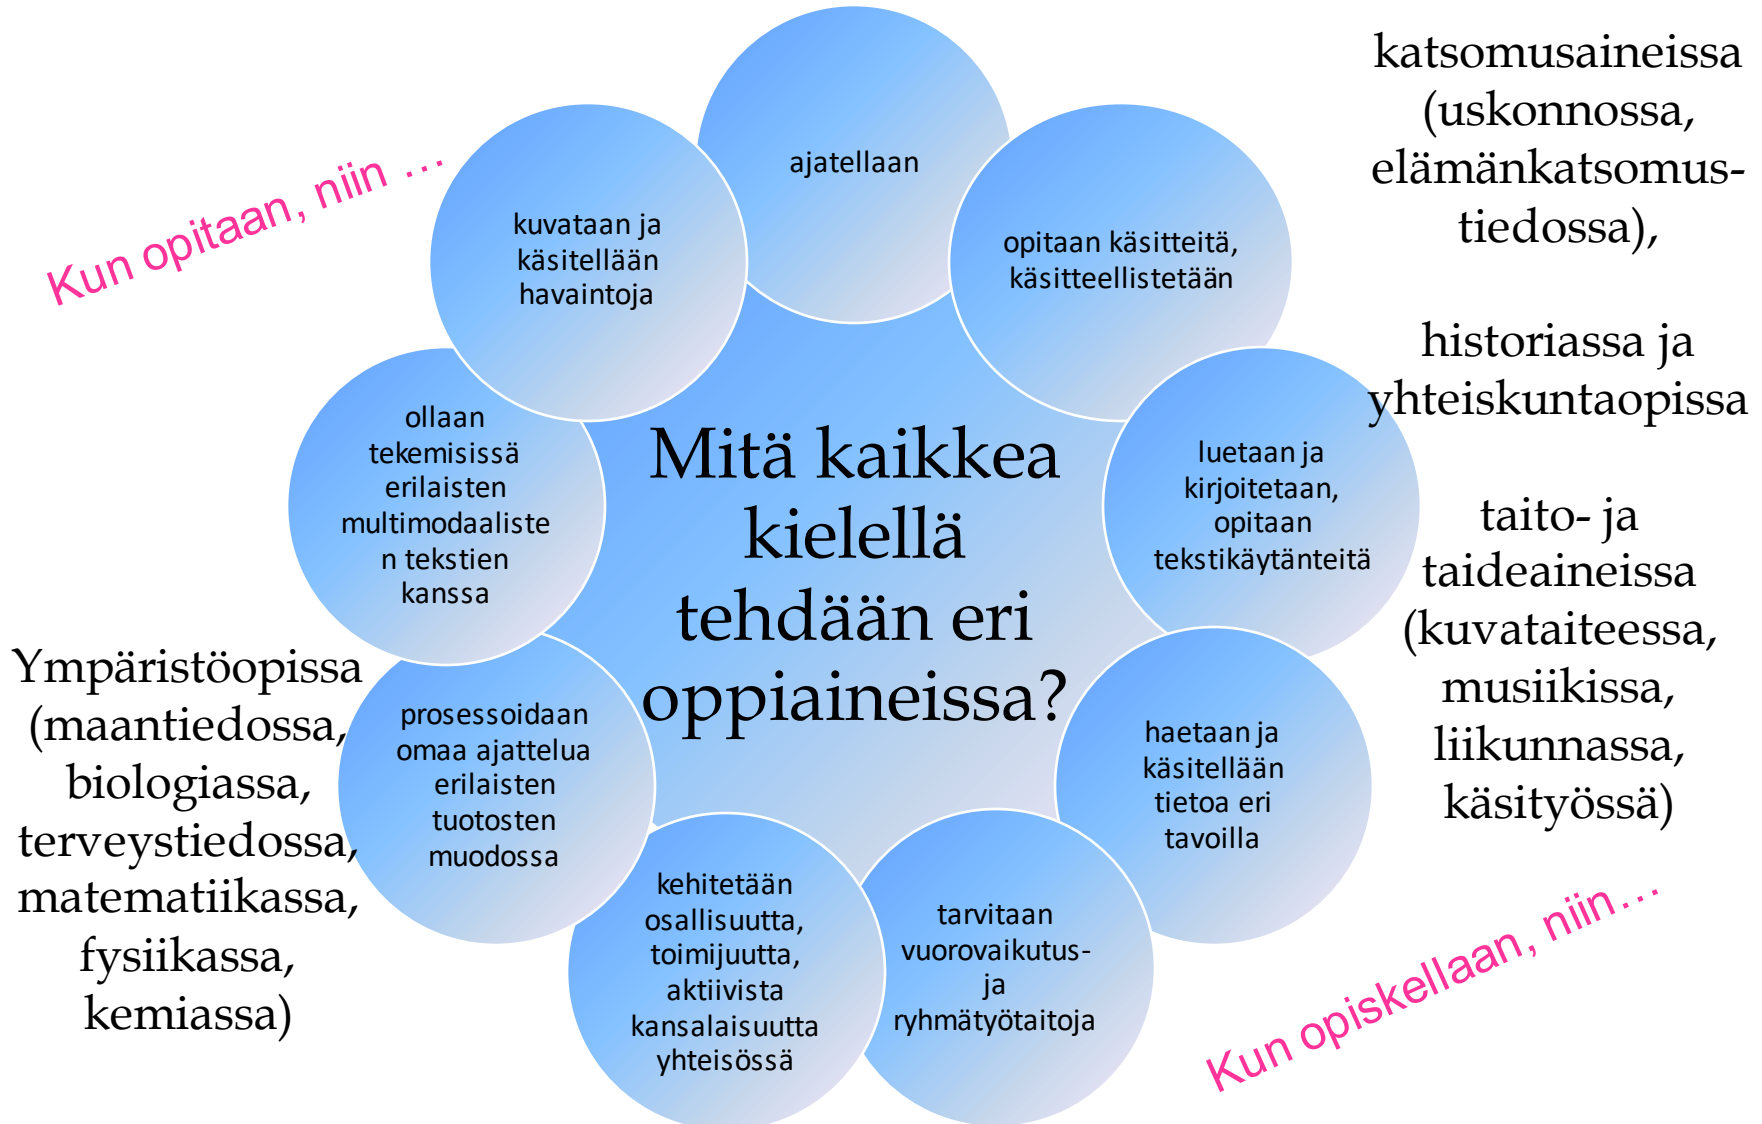 Kun opitaan, niin …
ajatellaan
opitaan käsitteitä,
käsitteellistetään
luetaan ja
kirjoitetaan,
opitaan
tekstikäytänteitä
haetaan ja
käsitellään
tietoa eri
tavoilla
tarvitaan
vuorovaikutus-
ja
ryhmätyötaitoja
kehitetään
osallisuutta,
toimijuutta,
aktiivista
kansalaisuutta
yhteisössä
prosessoidaan
omaa ajattelua
erilaisten
tuotosten
muodossa
ollaan
tekemisissä
erilaisten
multimodaaliste
n tekstien
kanssa
kuvataan ja
käsitellään
havaintoja
Mitä kaikkea
kielellä
tehdään eri
oppiaineissa?
katsomusaineissa
(uskonnossa,
elämänkatsomus-
tiedossa),
historiassa ja
yhteiskuntaopissa
taito- ja
taideaineissa
(kuvataiteessa,
musiikissa,
liikunnassa,
käsityössä)
Ympäristöopissa
(maantiedossa,
biologiassa,
terveystiedossa,
matematiikassa,
fysiikassa,
kemiassa)
Kun opiskellaan, niin…